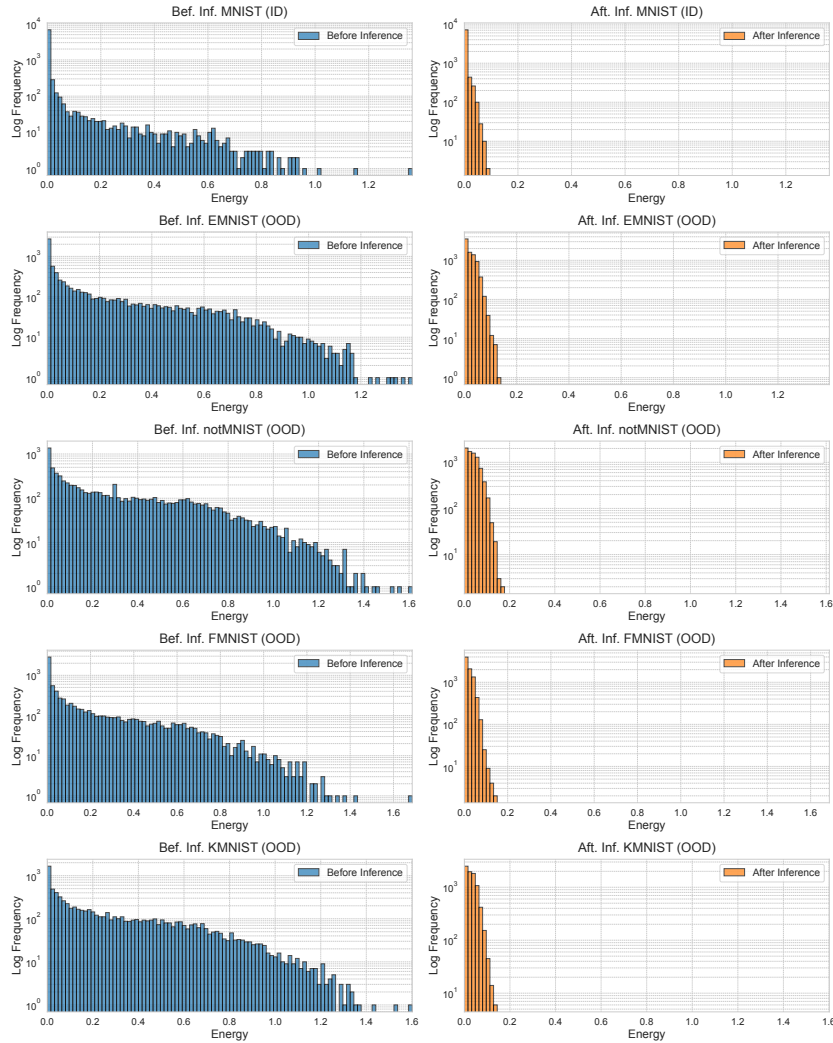 Bef. Inf. MNIST (ID)
Before Inference
Log Frequency
10^4
10^3
10^2
10^1
10^0
0.0 0.2 0.4 0.6 0.8 1.0 1.2
Energy
Aft. Inf. MNIST (ID)
After Inference
Log Frequency
10^4
10^3
10^2
10^1
0.0 0.2 0.4 0.6 0.8 1.0 1.2
Energy
Bef. Inf. EMNIST (OOD)
Before Inference
Log Frequency
10^3
10^2
10^1
10^0
0.0 0.2 0.4 0.6 0.8 1.0 1.2
Energy
Aft. Inf. EMNIST (OOD)
After Inference
Log Frequency
10^3
10^2
10^1
10^0
0.0 0.2 0.4 0.6 0.8 1.0 1.2
Energy
Bef. Inf. notMNIST (OOD)
Before Inference
Log Frequency
10^3
10^2
10^1
10^0
0.0 0.2 0.4 0.6 0.8 1.0 1.2 1.4 1.6
Energy
Aft. Inf. notMNIST (OOD)
After Inference
Log Frequency
10^3
10^2
10^1
0.0 0.2 0.4 0.6 0.8 1.0 1.2 1.4 1.6
Energy
Bef. Inf. FMNIST (OOD)
Before Inference
Log Frequency
10^3
10^2
10^1
10^0
0.0 0.2 0.4 0.6 0.8 1.0 1.2 1.4 1.6
Energy
Aft. Inf. FMNIST (OOD)
After Inference
Log Frequency
10^3
10^2
10^1
0.0 0.2 0.4 0.6 0.8 1.0 1.2 1.4 1.6
Energy
Bef. Inf. KMNIST (OOD)
Before Inference
Log Frequency
10^3
10^2
10^1
10^0
0.0 0.2 0.4 0.6 0.8 1.0 1.2 1.4 1.6
Energy
Aft. Inf. KMNIST (OOD)
After Inference
Log Frequency
10^3
10^2
10^1
0.0 0.2 0.4 0.6 0.8 1.0 1.2 1.4 1.6
Energy